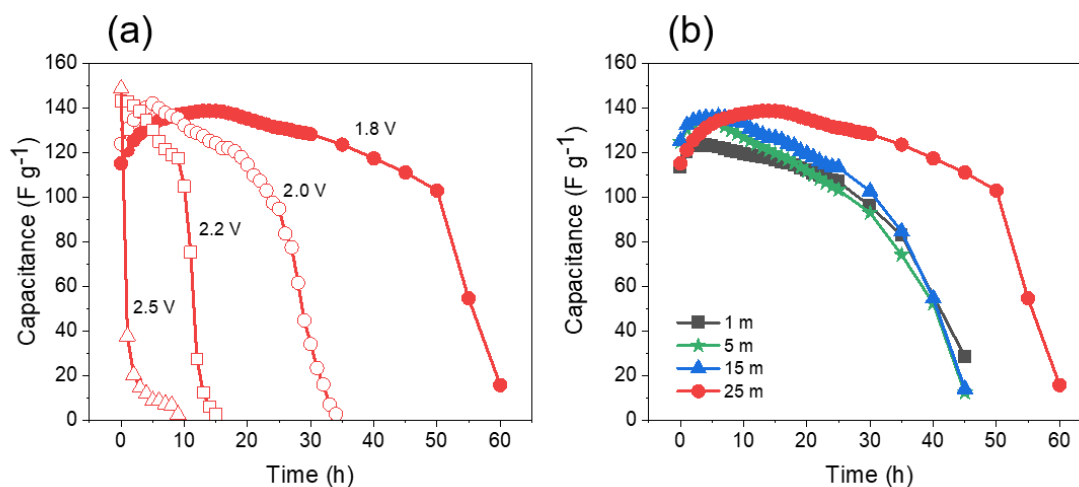 (a)
160
140
120
100
80
60
40
20
0
Capacitance (F g⁻¹)
1.8 V
2.0 V
2.2 V
2.5 V
0 10 20 30 40 50 60
Time (h)
(b)
160
140
120
100
80
60
40
20
0
Capacitance (F g⁻¹)
1 m
5 m
15 m
25 m
0 10 20 30 40 50 60
Time (h)